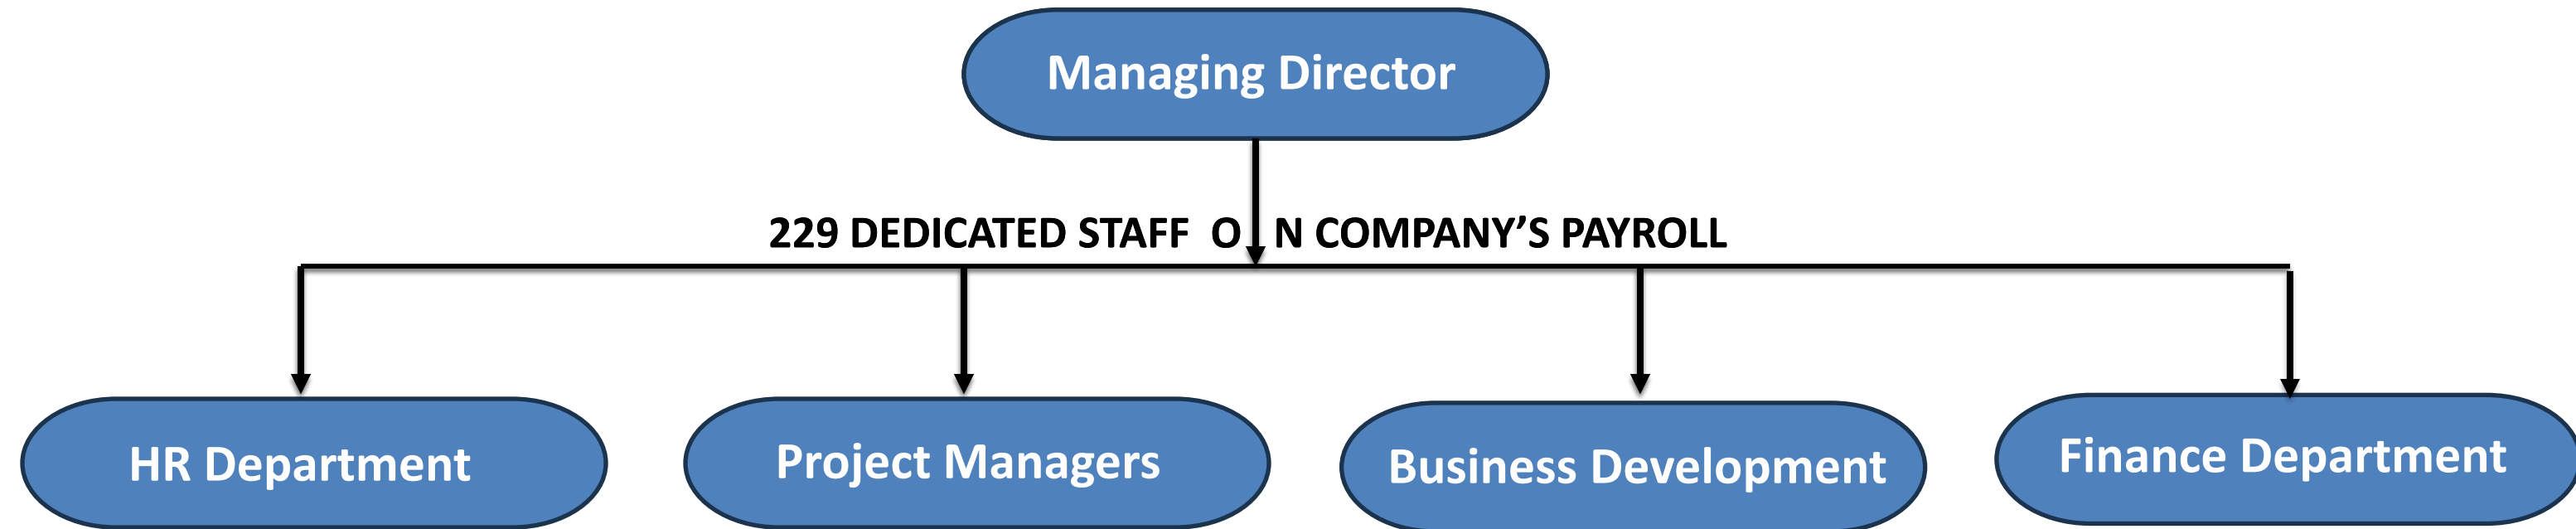 Managing Director
229 DEDICATED STAFF O N COMPANY’S PAYROLL
HR Department
Project Managers
Business Development
Finance Department